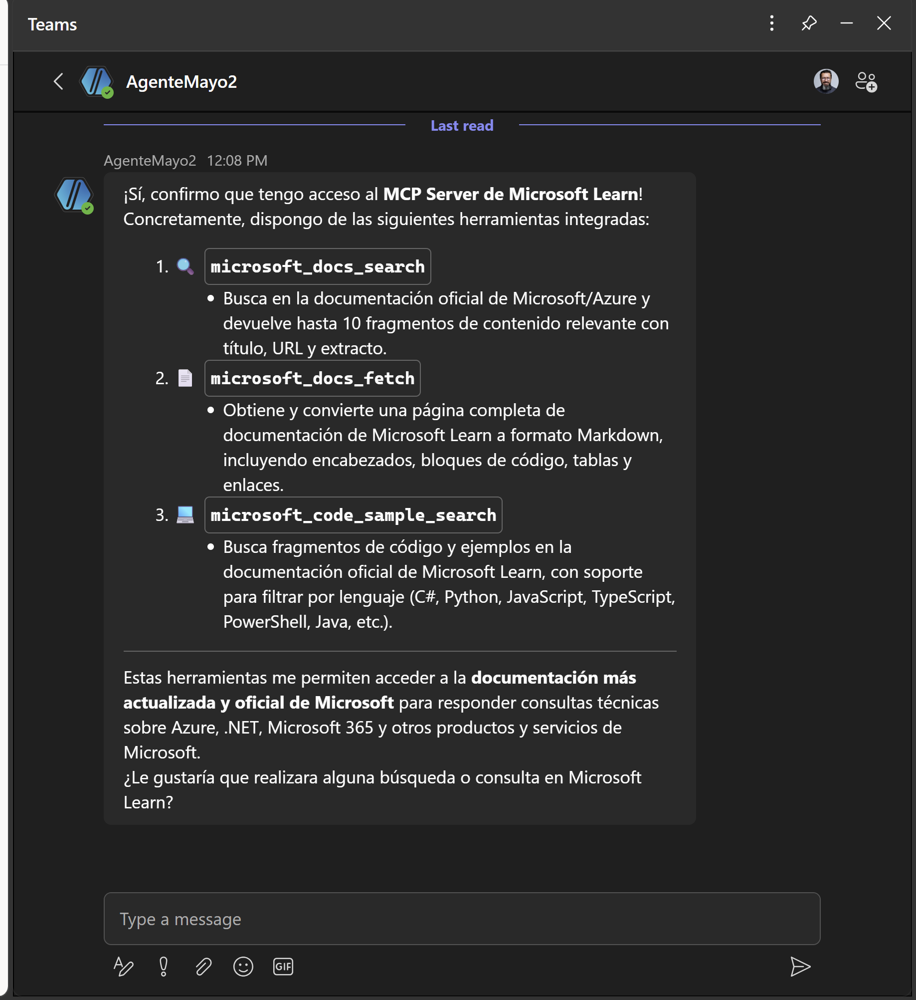 Teams
AgenteMayo2
Last read
AgenteMayo2 12:08 PM
¡Sí, confirmo que tengo acceso al MCP Server de Microsoft Learn!
Concretamente, dispongo de las siguientes herramientas integradas:
1. 🔍 microsoft_docs_search
• Busca en la documentación oficial de Microsoft/Azure y
devuelve hasta 10 fragmentos de contenido relevante con
título, URL y extracto.
2. 📄 microsoft_docs_fetch
• Obtiene y convierte una página completa de
documentación de Microsoft Learn a formato Markdown,
incluyendo encabezados, bloques de código, tablas y
enlaces.
3. 💻 microsoft_code_sample_search
• Busca fragmentos de código y ejemplos en la
documentación oficial de Microsoft Learn, con soporte
para filtrar por lenguaje (C#, Python, JavaScript, TypeScript,
PowerShell, Java, etc.).
Estas herramientas me permiten acceder a la documentación más
actualizada y oficial de Microsoft para responder consultas técnicas
sobre Azure, .NET, Microsoft 365 y otros productos y servicios de
Microsoft.
¿Le gustaría que realizara alguna búsqueda o consulta en Microsoft
Learn?
Type a message
GIF